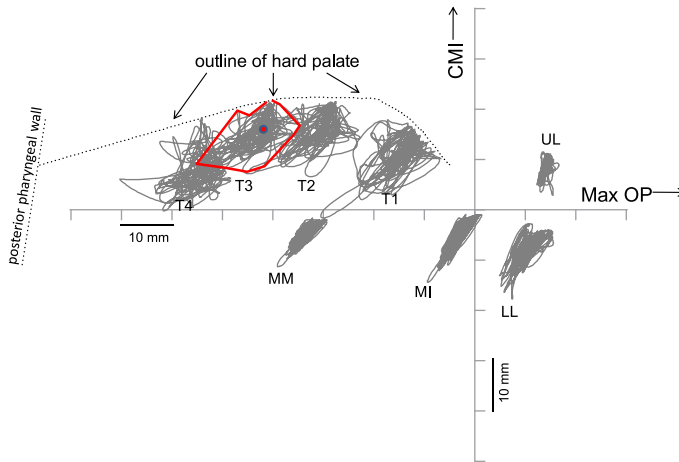 CMI
outline of hard palate
posterior pharyngeal wall
UL
Max OP
T4
T3
T2
T1
10 mm
MM
MI
LL
10 mm